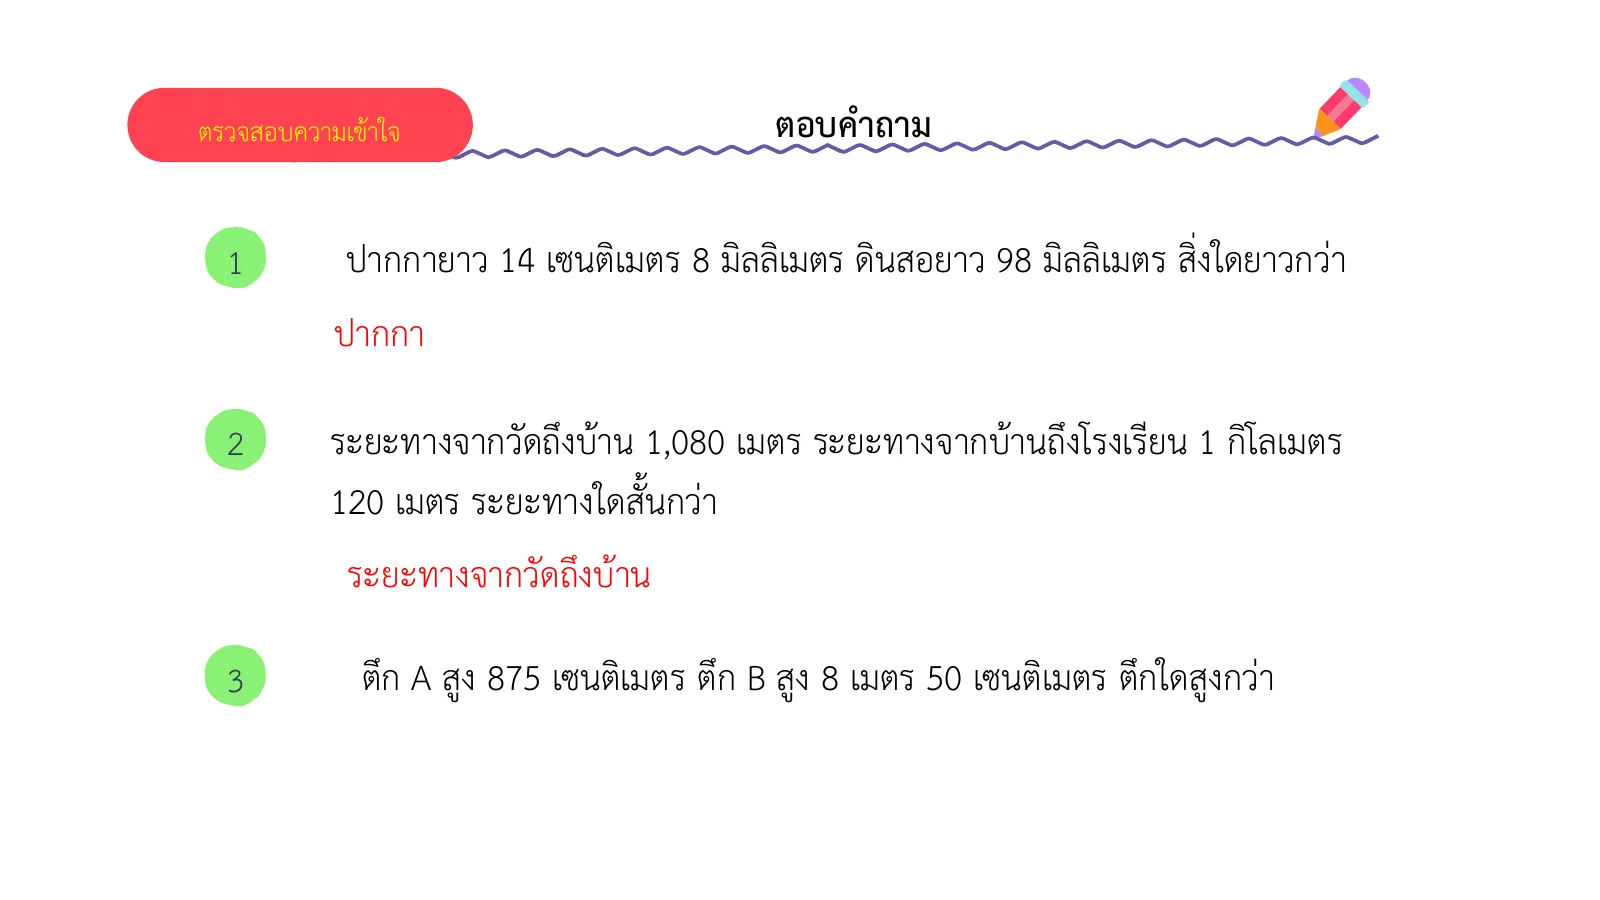 ตรวจสอบความเข้าใจ
ตอบคำถาม
1 ปากกายาว 14 เซนติเมตร 8 มิลลิเมตร ดินสอยาว 98 มิลลิเมตร สิ่งใดยาวกว่า
ปากกา
2 ระยะทางจากวัดถึงบ้าน 1,080 เมตร ระยะทางจากบ้านถึงโรงเรียน 1 กิโลเมตร
120 เมตร ระยะทางใดสั้นกว่า
ระยะทางจากวัดถึงบ้าน
3 ตึก A สูง 875 เซนติเมตร ตึก B สูง 8 เมตร 50 เซนติเมตร ตึกใดสูงกว่า